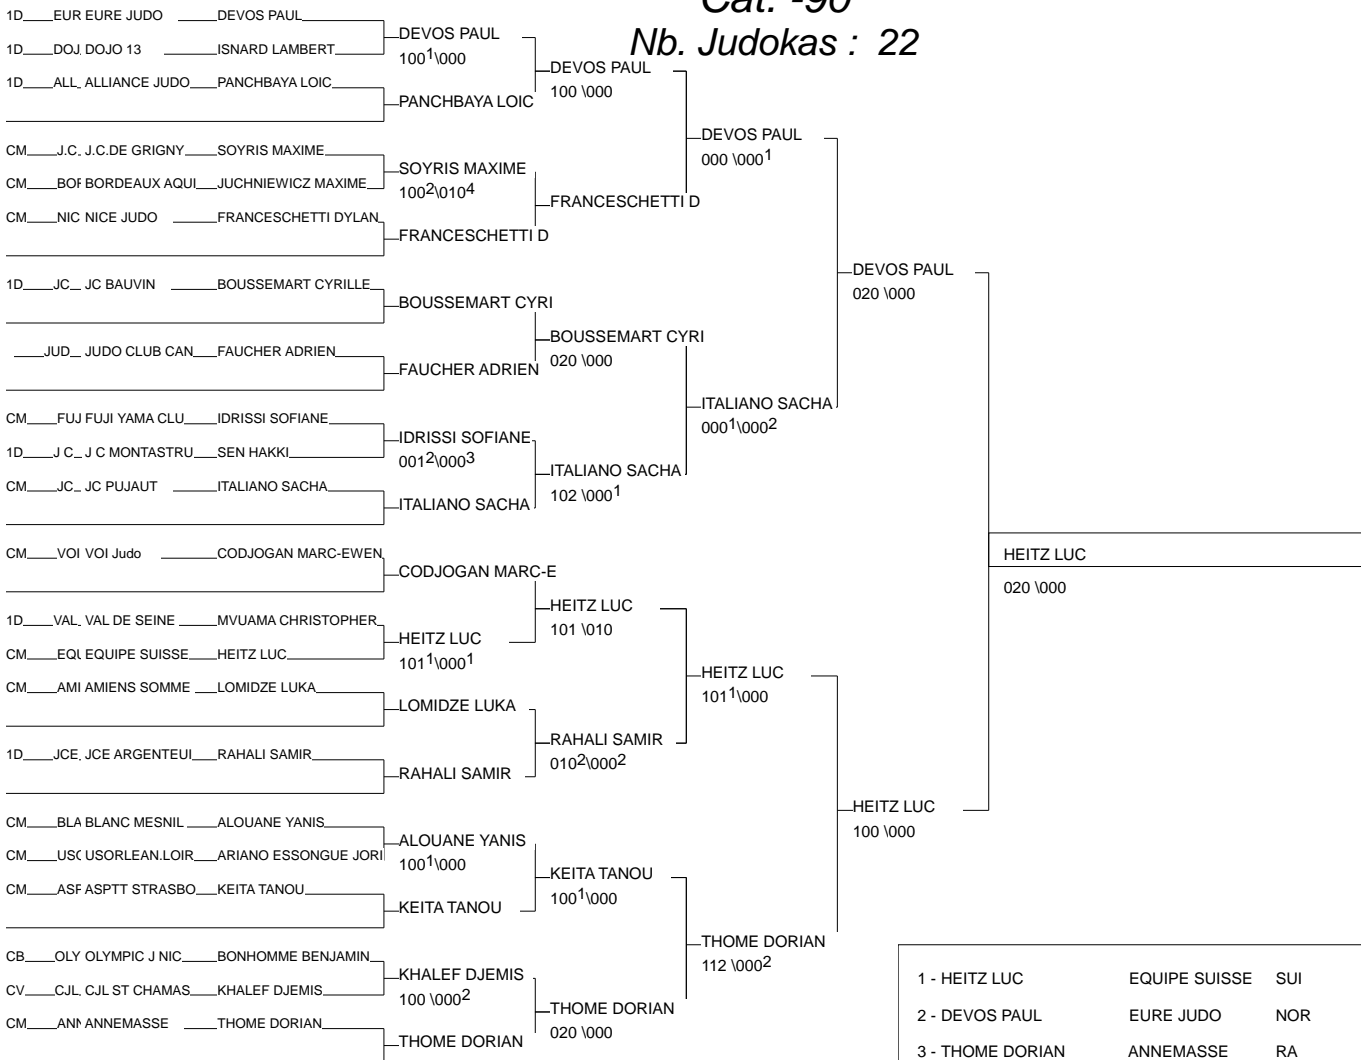 Cat. -90
Nb. Judokas : 22
1D EUR EURE JUDO DEVOS PAUL
1D DOJ DOJO 13 ISNARD LAMBERT
1D ALL ALLIANCE JUDO PANCHBAYA LOIC
CM J.C. J.C.DE GRIGNY SOYRIS MAXIME
CM BORDEAUX AQUI JUCHNIEWICZ MAXIME
CM NIC NICE JUDO FRANCESCHETTI DYLAN
1D JC JC BAUVIN BOUSSEMART CYRILLE
JUD JUDO CLUB CAN FAUCHER ADRIEN
CM FUJ FUJI YAMA CLU IDRISSI SOFIANE
1D J C J C MONTASTRU SEN HAKKI
CM JC JC PUJAUT ITALIANO SACHA
CM VOI VOI Judo CODJOGAN MARC-EWEN
1D VAL VAL DE SEINE MVUAMA CHRISTOPHER
CM EQUIPE SUISSE HEITZ LUC
CM AMI AMIENS SOMME LOMIDZE LUKA
1D JCE JCE ARGENTEUI RAHALI SAMIR
CM BLA BLANC MESNIL ALOUANE YANIS
CM USORLEAN.LOIR ARIANO ESSONGUE JORI
CM ASPTT STRASBO KEITA TANOU
CB OLY OLYMPIC J NIC BONHOMME BENJAMIN
CV CJL CJL ST CHAMAS KHALEF DJEMIS
CM ANNEMASSE THOME DORIAN
DEVOS PAUL
100¹\000
PANCHBAYA LOIC
SOYRIS MAXIME
100²\010⁴
FRANCESCHETTI D
BOUSSEMART CYRI
FAUCHER ADRIEN
IDRISSI SOFIANE
001²\000³
ITALIANO SACHA
CODJOGAN MARC-E
HEITZ LUC
101¹\000¹
LOMIDZE LUKA
RAHALI SAMIR
ALOUANE YANIS
100¹\000
KEITA TANOU
KHALEF DJEMIS
100 \000²
THOME DORIAN
DEVOS PAUL
100 \000
FRANCESCHETTI D
BOUSSEMART CYRI
020 \000
ITALIANO SACHA
102 \000¹
HEITZ LUC
101 \010
RAHALI SAMIR
010²\000²
KEITA TANOU
100¹\000
THOME DORIAN
020 \000
DEVOS PAUL
000 \000¹
ITALIANO SACHA
000¹\000²
HEITZ LUC
101¹\000
THOME DORIAN
112 \000²
DEVOS PAUL
020 \000
HEITZ LUC
100 \000
HEITZ LUC
020 \000
1 - HEITZ LUC EQUIPE SUISSE SUI
2 - DEVOS PAUL EURE JUDO NOR
3 - THOME DORIAN ANNEMASSE RA